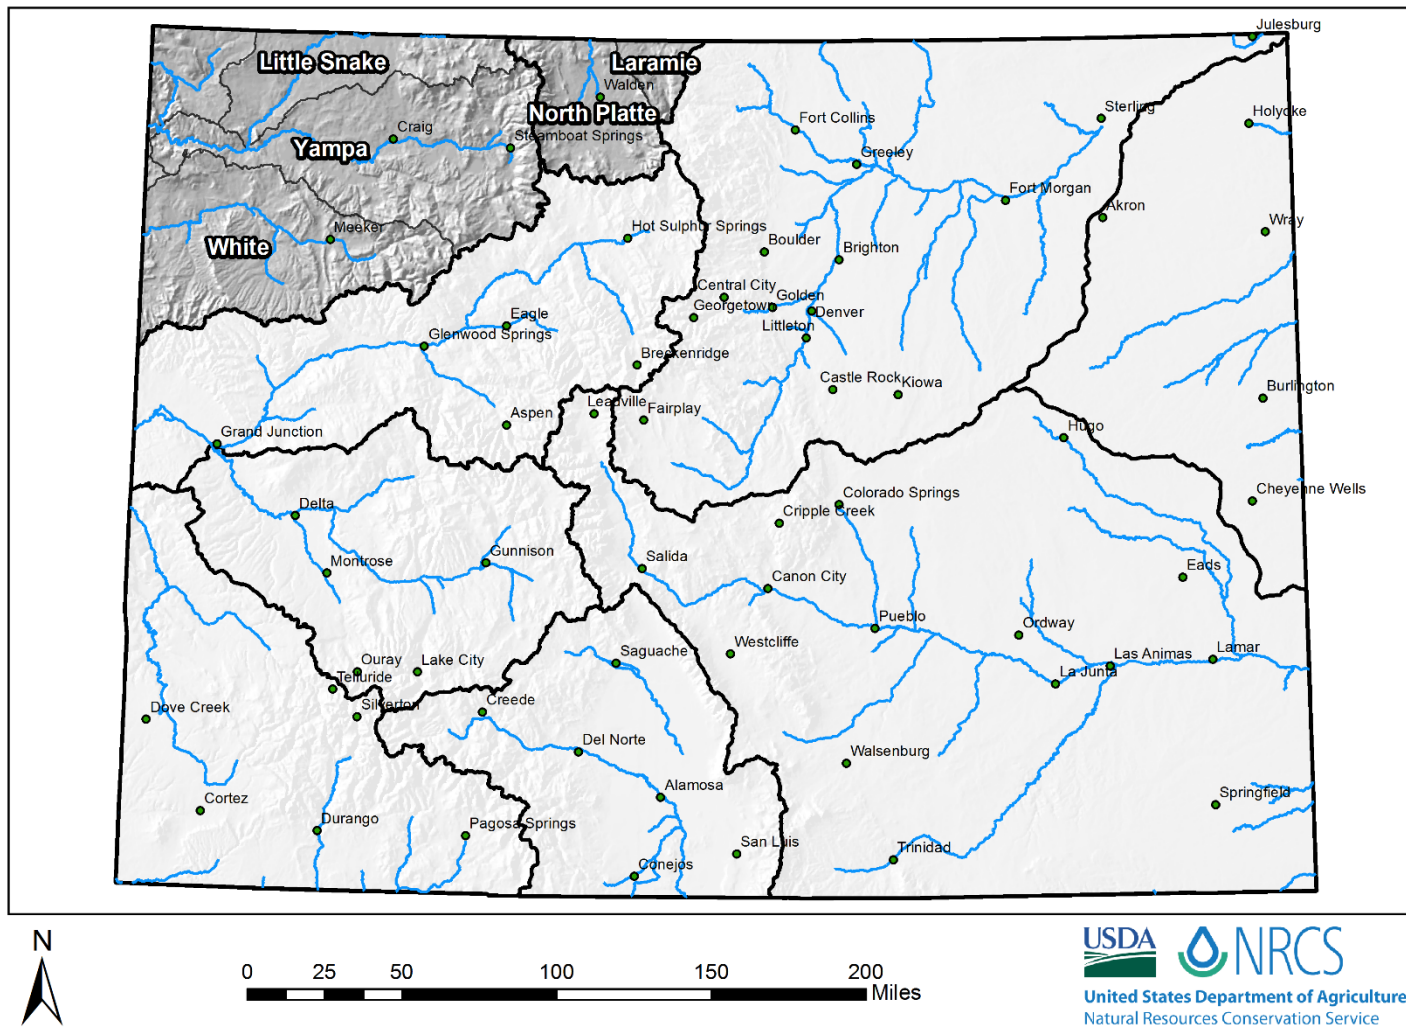 Julesburg
Little Snake
Laramie
Walden
North Platte
Sterling
Holyoke
Fort Collins
Craig
Steamboat Springs
Yampa
Greeley
Fort Morgan
Akron
Wray
Meeker
White
Hot Sulphur Springs
Boulder
Brighton
Central City
Georgetown
Golden
Denver
Eagle
Glenwood Springs
Littleton
Breckenridge
Castle Rock
Kiowa
Burlington
Leadville
Aspen
Fairplay
Grand Junction
Hugo
Colorado Springs
Cheyenne Wells
Delta
Cripple Creek
Montrose
Gunnison
Salida
Canon City
Eads
Pueblo
Ordway
Westcliffe
Saguache
Las Animas
Lamar
Ouray
Lake City
La Junta
Telluride
Dove Creek
Silverton
Creede
Del Norte
Walsenburg
Alamosa
Springfield
Cortez
Durango
Pagosa Springs
San Luis
Trinidad
Conejos
N
0 25 50 100 150 200
Miles
USDA
NRCS
United States Department of Agriculture
Natural Resources Conservation Service